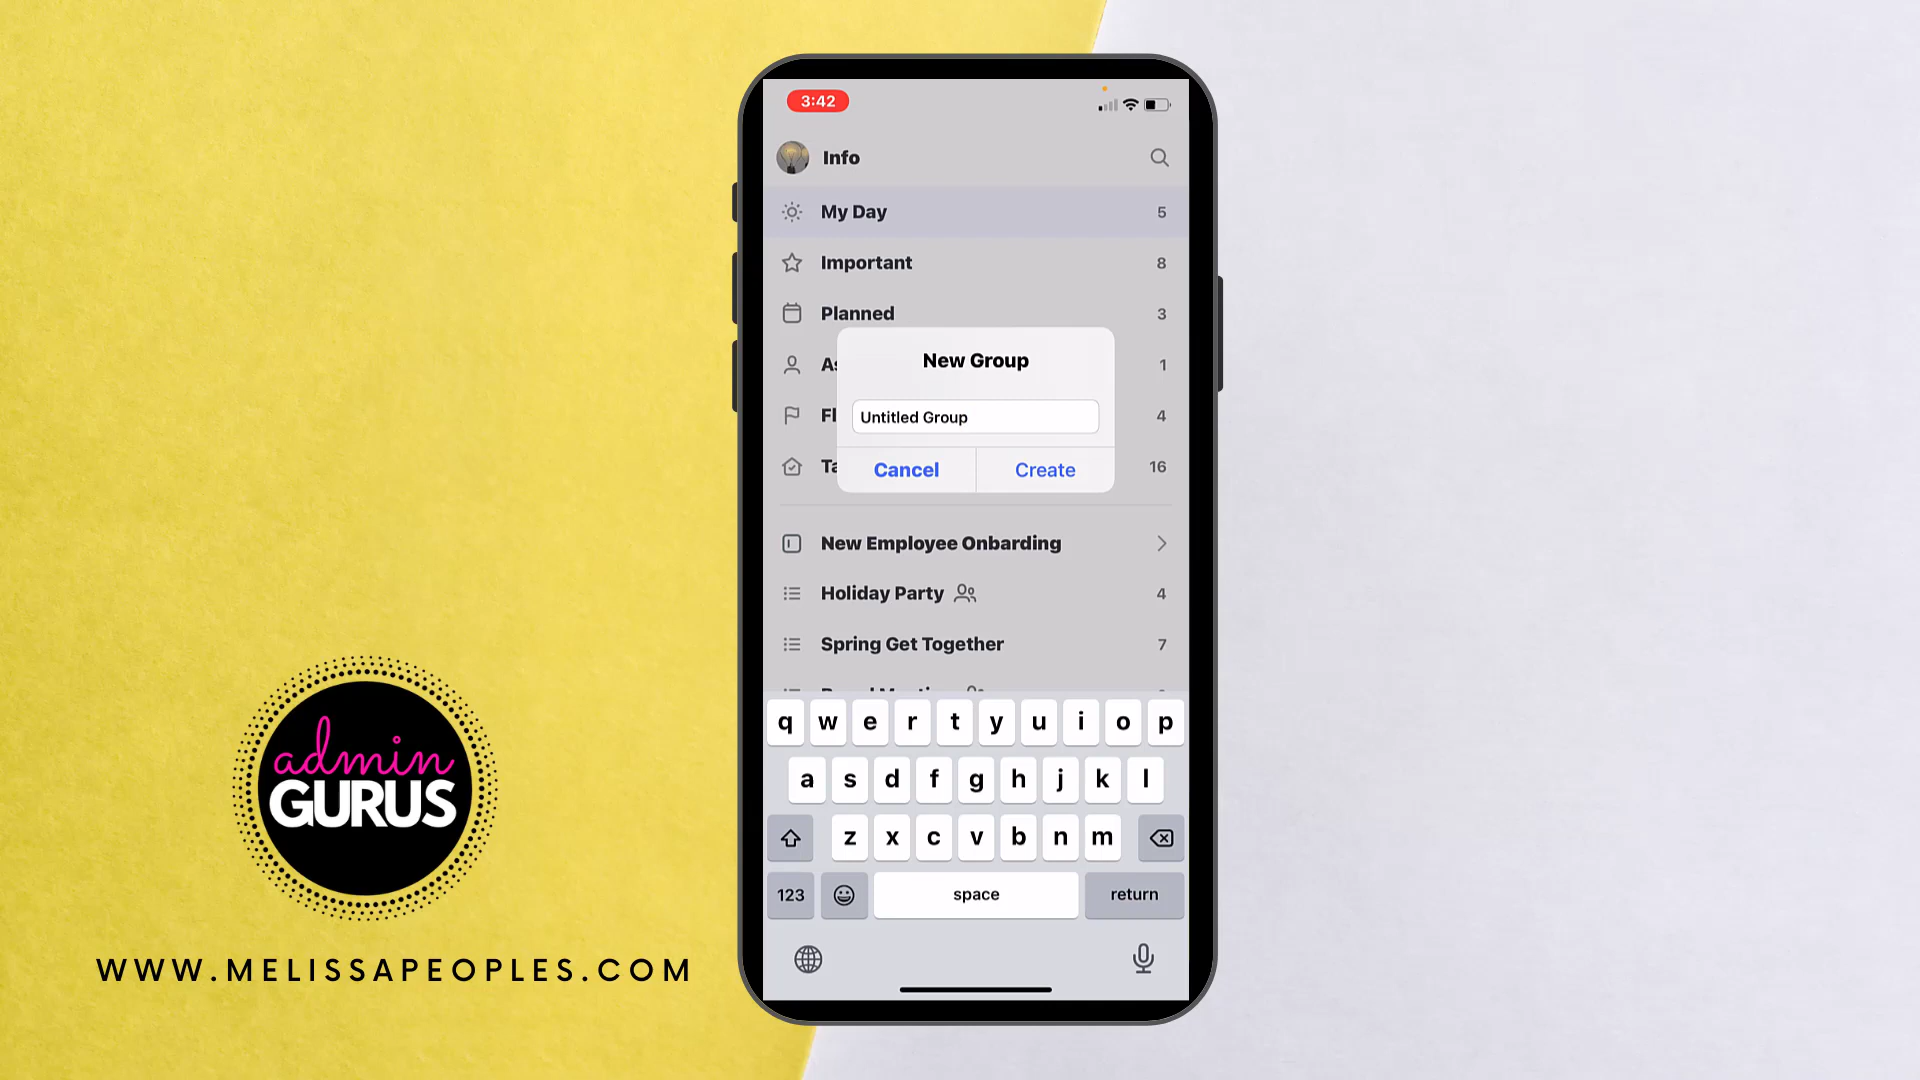 3:42
Info
My Day 5
Important 8
Planned 3
New Group
As 1
Untitled Group
Fl 4
Cancel Create
Ta 16
New Employee Onbarding
Holiday Party 4
Spring Get Together 7
q w e r t y u i o p
a s d f g h j k l
z x c v b n m
123 space return
admin
GURUS
WWW.MELISSAPEOPLES.COM